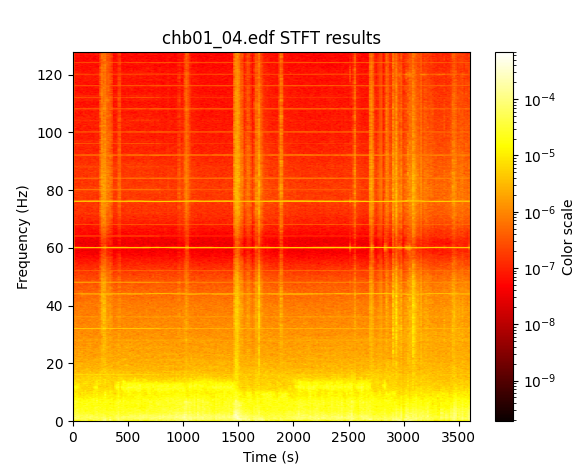 chb01_04.edf STFT results
120
100
80
60
40
20
0
Frequency (Hz)
0 500 1000 1500 2000 2500 3000 3500
Time (s)
10⁻⁴
10⁻⁵
10⁻⁶
10⁻⁷
10⁻⁸
10⁻⁹
Color scale